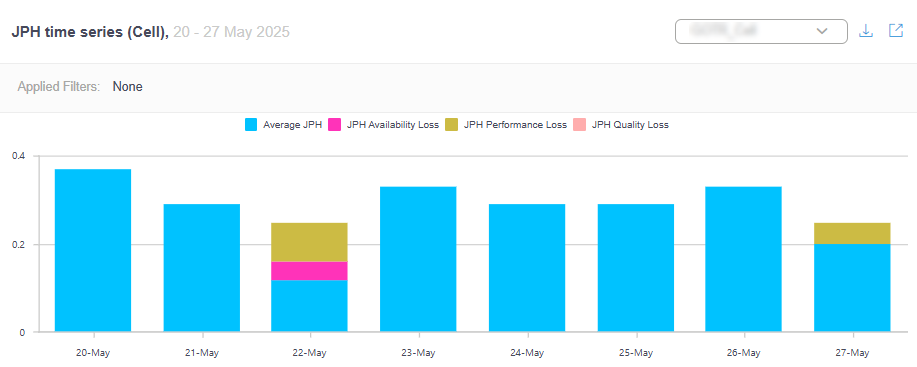 JPH time series (Cell), 20 - 27 May 2025
Applied Filters: None
Average JPH JPH Availability Loss JPH Performance Loss JPH Quality Loss
0.4
0.2
0
20-May 21-May 22-May 23-May 24-May 25-May 26-May 27-May